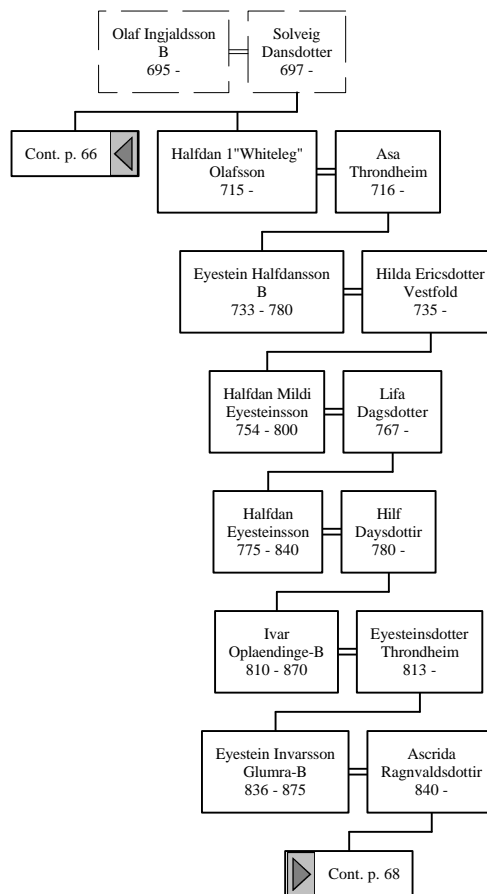 Olaf Ingjaldsson
B
695 -
Solveig
Dansdotter
697 -
Cont. p. 66
Halfdan 1"Whiteleg"
Olafsson
715 -
Asa
Throndheim
716 -
Eyestein Halfdansson
B
733 - 780
Hilda Ericsdotter
Vestfold
735 -
Halfdan Mildi
Eyesteinsson
754 - 800
Lifa
Dagsdotter
767 -
Halfdan
Eyesteinsson
775 - 840
Hilf
Daysdottir
780 -
Ivar
Oplaendinge-B
810 - 870
Eyesteinsdotter
Throndheim
813 -
Eyestein Invarsson
Glumra-B
836 - 875
Ascrida
Ragnvaldsdottir
840 -
Cont. p. 68